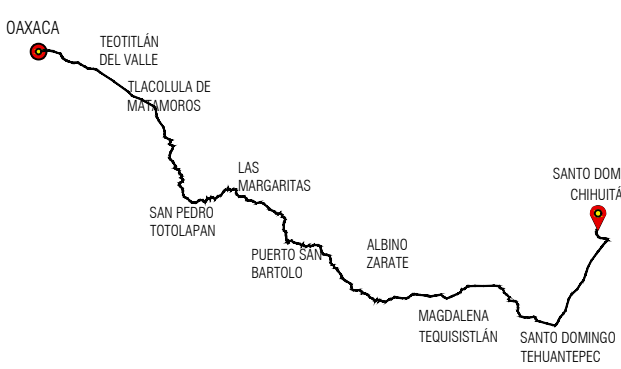 OAXACA
TEOTITLÁN
DEL VALLE
TLACOLULA DE
MATAMOROS
LAS
MARGARITAS
SAN PEDRO
TOTOLAPAN
PUERTO SAN
BARTOLO
ALBINO
ZARATE
MAGDALENA
TEQUISISTLÁN
SANTO DOMINGO
TEHUANTEPEC
SANTO DOM
CHIHUITÁ